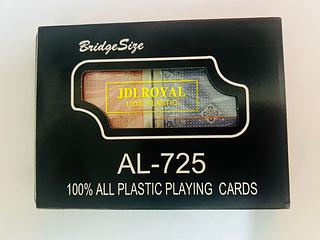 BridgeSize
JDLROYAL
100% PLASTIC
AL-725
100% ALL PLASTIC PLAYING CARDS